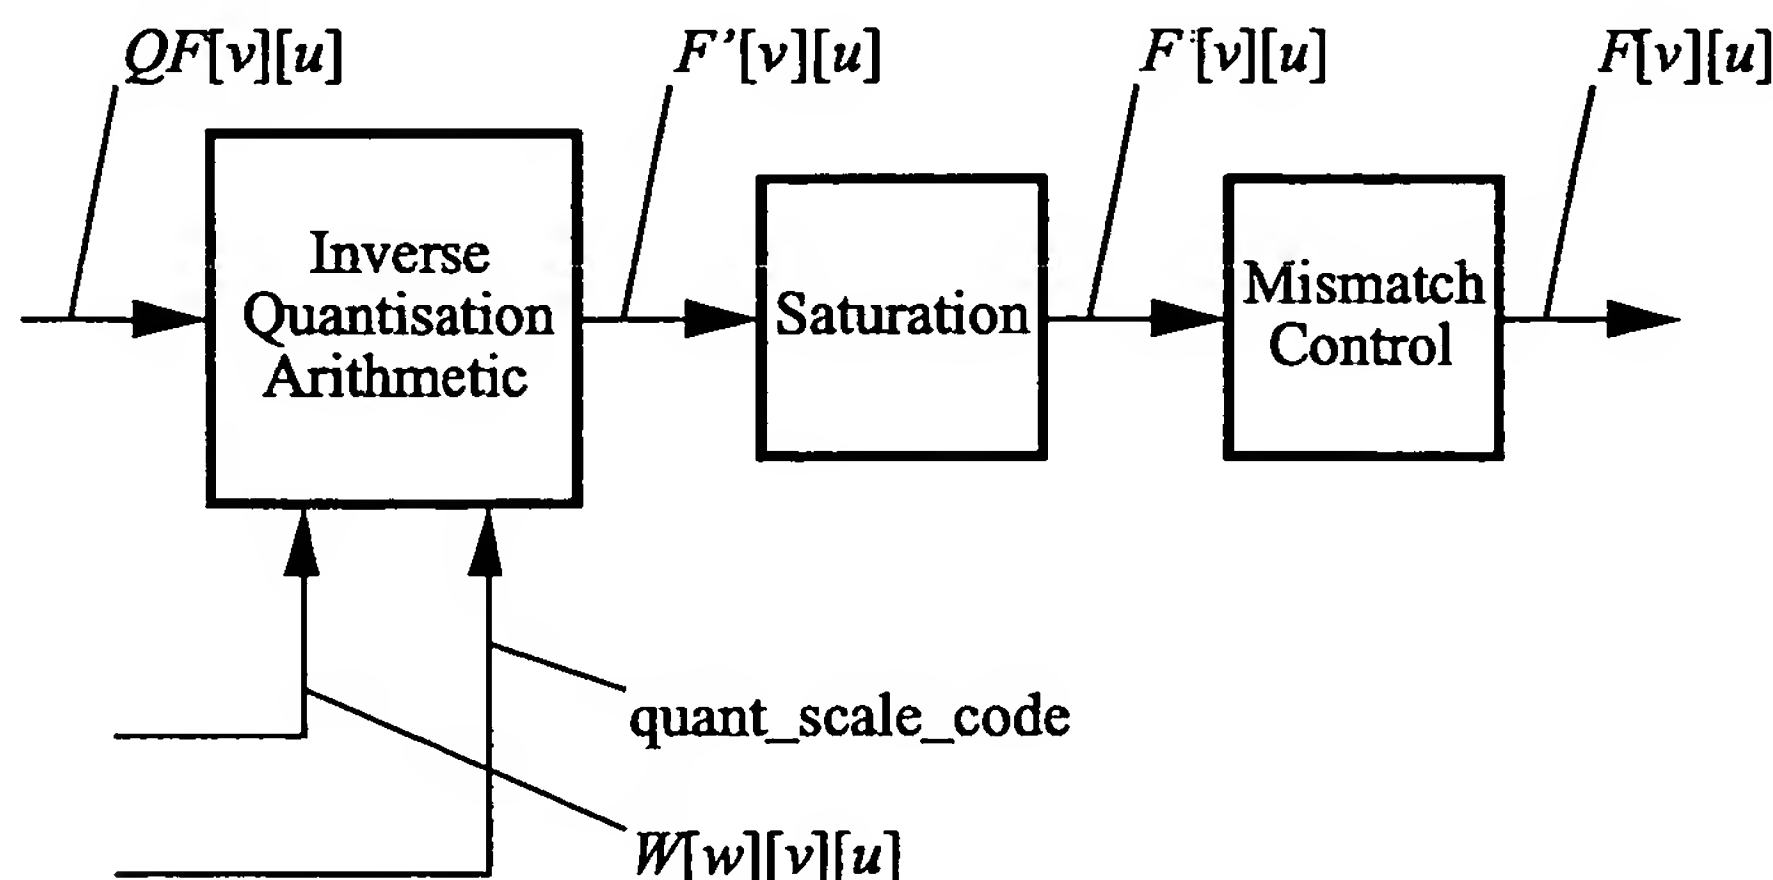 QF[v][u]
F'[v][u]
F'[v][u]
F[v][u]
Inverse
Quantisation
Arithmetic
Saturation
Mismatch
Control
quant_scale_code
W[w][v][u]